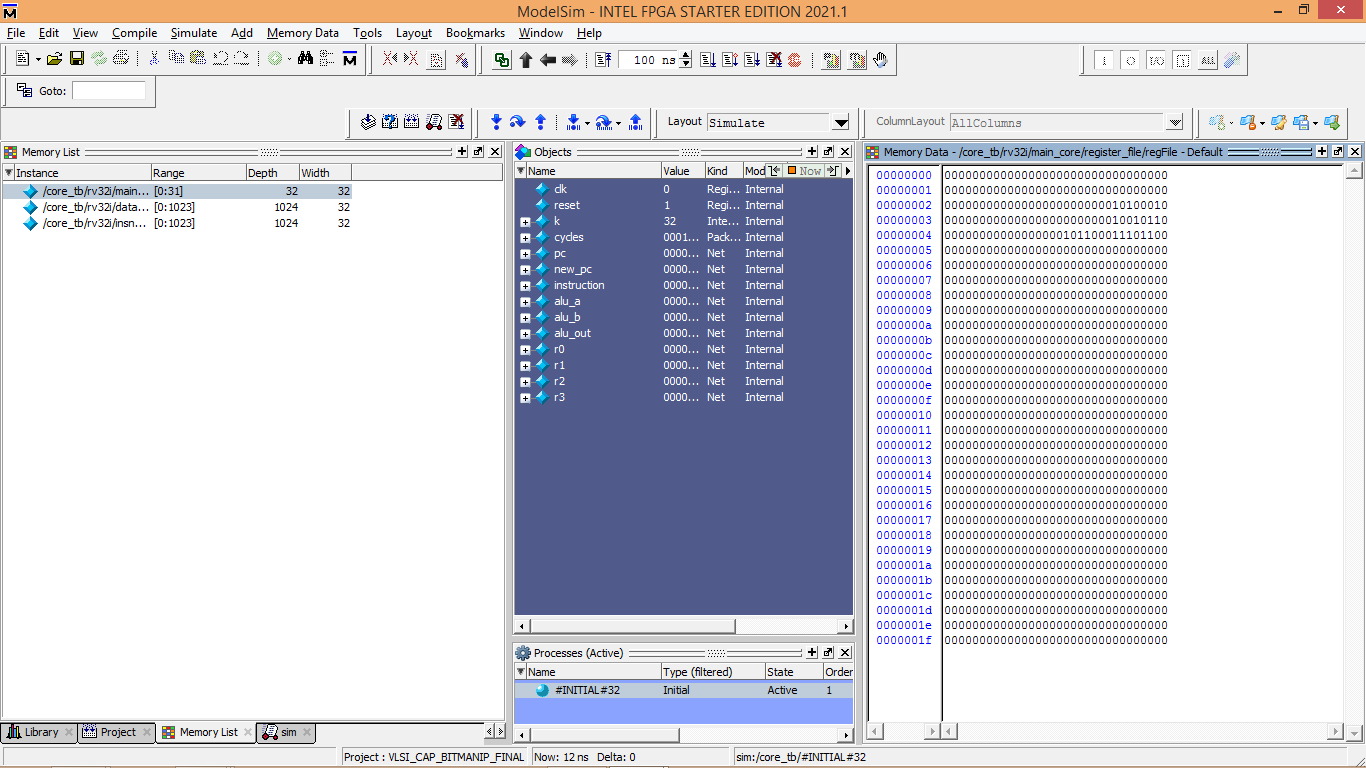 ModelSim - INTEL FPGA STARTER EDITION 2021.1
File Edit View Compile Simulate Add Memory Data Tools Layout Bookmarks Window Help
100 ns
Goto:
Layout Simulate
ColumnLayout AllColumns
Memory List
Instance Range Depth Width
/core_tb/rv32i/main... [0:31] 32 32
/core_tb/rv32i/data... [0:1023] 1024 32
/core_tb/rv32i/insn... [0:1023] 1024 32
Objects
Name Value Kind Mod Now
clk 0 Regi... Internal
reset 1 Regi... Internal
k 32 Inte... Internal
cycles 0001... Pack... Internal
pc 0000... Net Internal
new_pc 0000... Net Internal
instruction 0000... Net Internal
alu_a 0000... Net Internal
alu_b 0000... Net Internal
alu_out 0000... Net Internal
r0 0000... Net Internal
r1 0000... Net Internal
r2 0000... Net Internal
r3 0000... Net Internal
Processes (Active)
Name Type (filtered) State Order
#INITIAL#32 Initial Active 1
Memory Data - /core_tb/rv32i/main_core/register_file/regFile - Default
00000000 00000000000000000000000000000000
00000001 00000000000000000000000000000000
00000002 00000000000000000000000010100010
00000003 00000000000000000000000010010110
00000004 00000000000000000101100011101100
00000005 00000000000000000000000000000000
00000006 00000000000000000000000000000000
00000007 00000000000000000000000000000000
00000008 00000000000000000000000000000000
00000009 00000000000000000000000000000000
0000000a 00000000000000000000000000000000
0000000b 00000000000000000000000000000000
0000000c 00000000000000000000000000000000
0000000d 00000000000000000000000000000000
0000000e 00000000000000000000000000000000
0000000f 00000000000000000000000000000000
00000010 00000000000000000000000000000000
00000011 00000000000000000000000000000000
00000012 00000000000000000000000000000000
00000013 00000000000000000000000000000000
00000014 00000000000000000000000000000000
00000015 00000000000000000000000000000000
00000016 00000000000000000000000000000000
00000017 00000000000000000000000000000000
00000018 00000000000000000000000000000000
00000019 00000000000000000000000000000000
0000001a 00000000000000000000000000000000
0000001b 00000000000000000000000000000000
0000001c 00000000000000000000000000000000
0000001d 00000000000000000000000000000000
0000001e 00000000000000000000000000000000
0000001f 00000000000000000000000000000000
Library Project Memory List sim
Project : VLSI_CAP_BITMANIP_FINAL Now: 12 ns Delta: 0 sim:/core_tb/#INITIAL#32